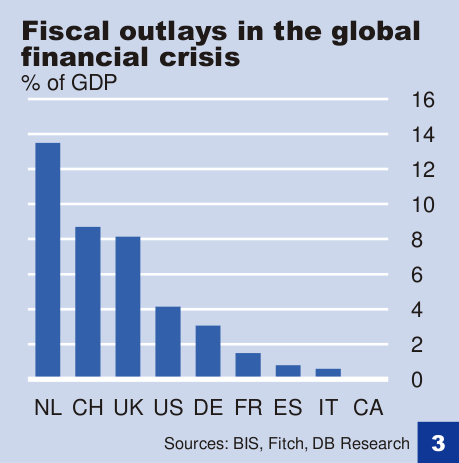 Fiscal outlays in the global
financial crisis
% of GDP
16
14
12
10
8
6
4
2
0
NL CH UK US DE FR ES IT CA
Sources: BIS, Fitch, DB Research
3